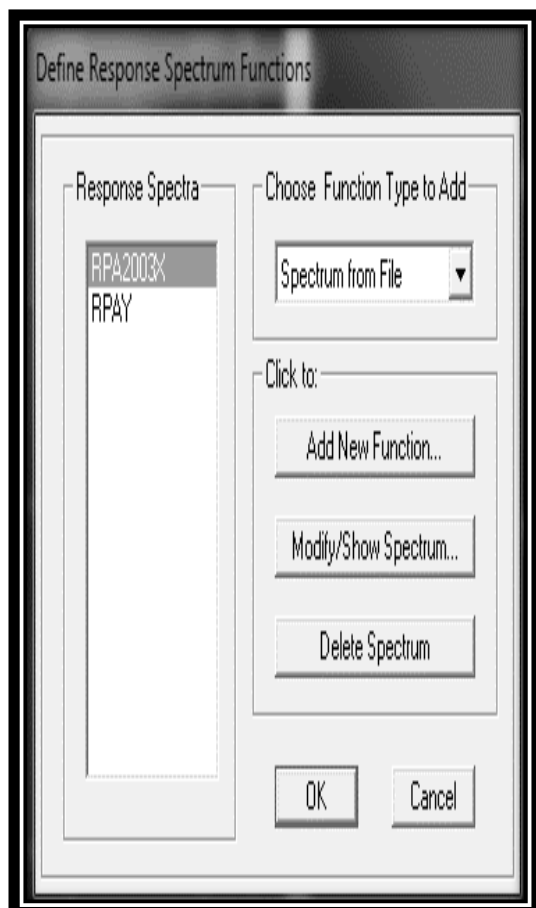 Define Response Spectrum Functions
Response Spectra
RPA2003X
RPAY
Choose Function Type to Add
Spectrum from File
Click to:
Add New Function...
Modify/Show Spectrum...
Delete Spectrum
OK
Cancel